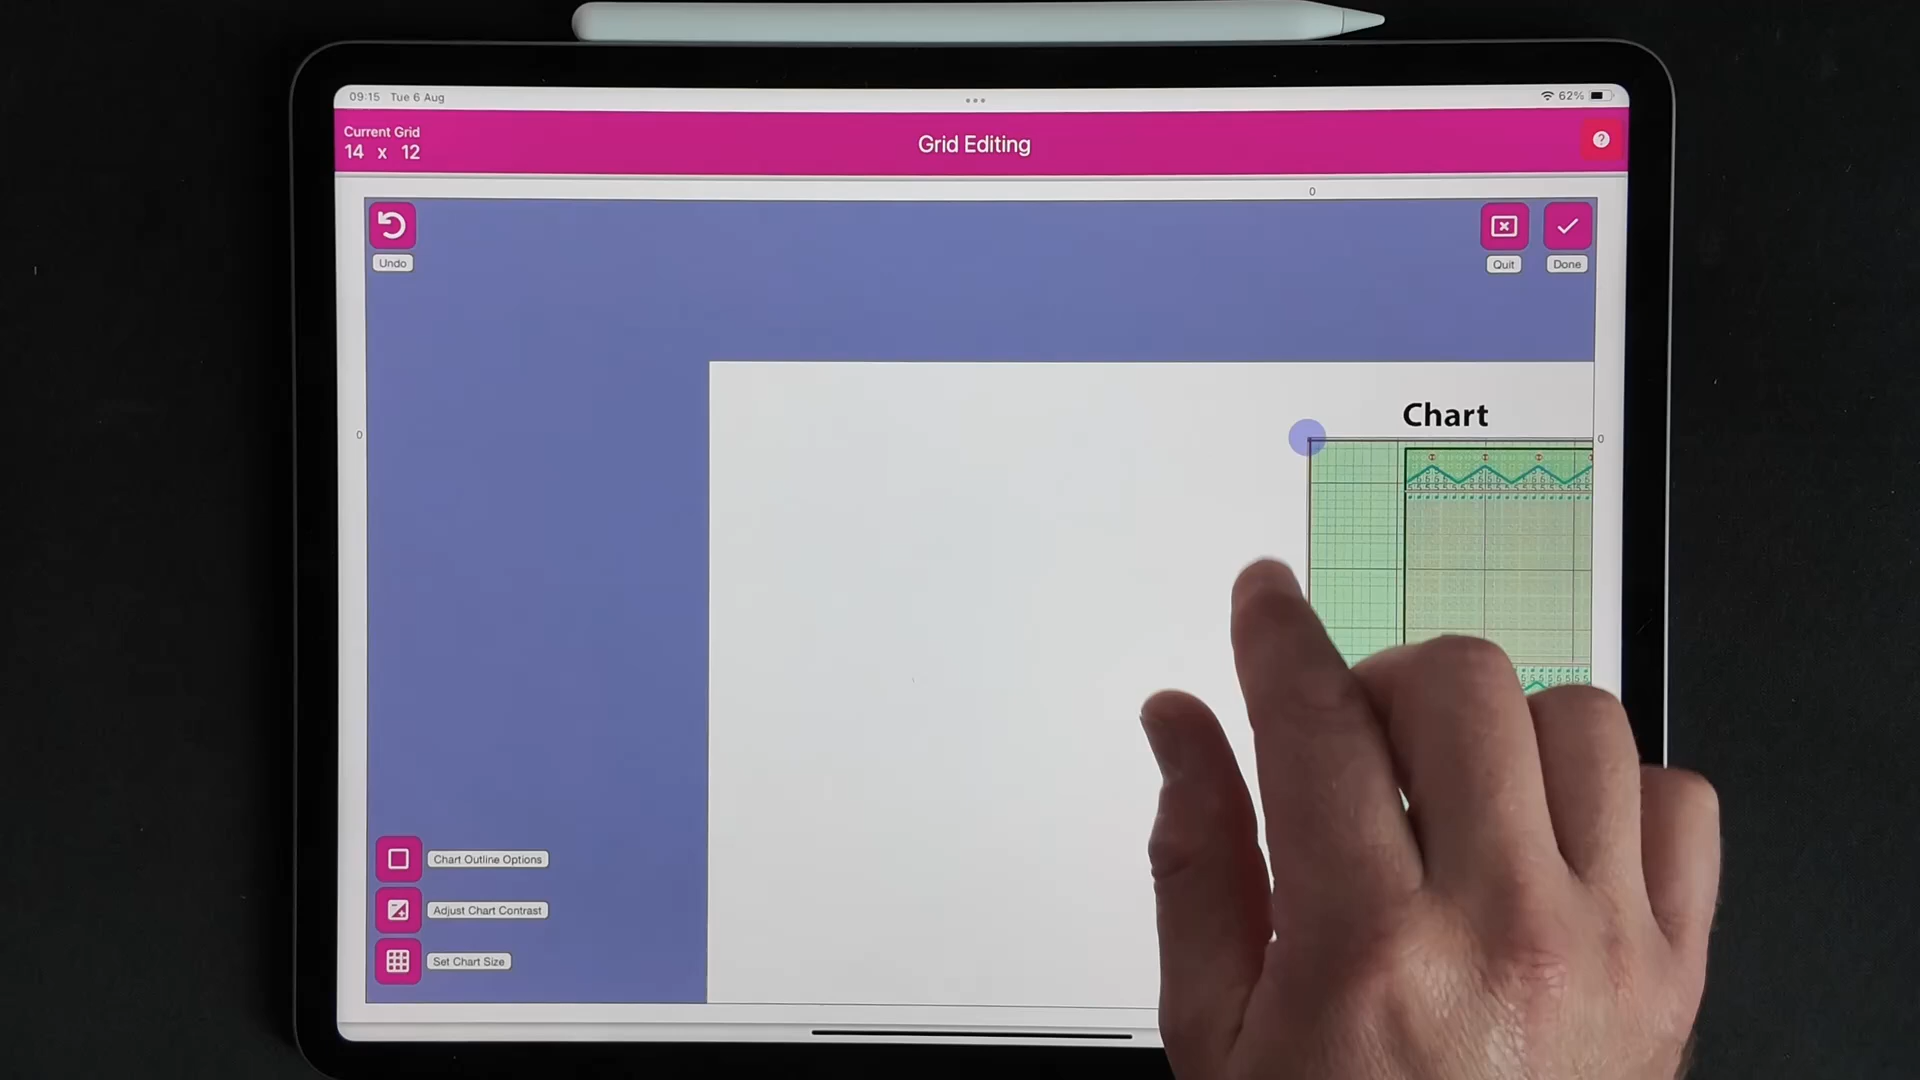 09:15 Tue 6 Aug
62%
Current Grid
14 x 12
Grid Editing
?
0
Undo
Quit
Done
0
Chart
0
Chart Outline Options
Adjust Chart Contrast
Set Chart Size